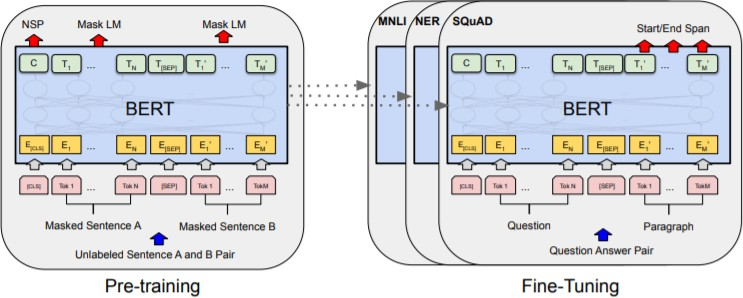 NSP Mask LM Mask LM
C T1 ... TN T[SEP] T1' ... TM'
BERT
E[CLS] E1 ... EN E[SEP] E1' ... EM'
[CLS] Tok 1 ... Tok N [SEP] Tok 1 ... TokM
Masked Sentence A Masked Sentence B
Unlabeled Sentence A and B Pair
Pre-training
MNLI NER SQuAD
Start/End Span
C T1 ... TN T[SEP] T1' ... TM'
BERT
E[CLS] E1 ... EN E[SEP] E1' ... EM'
[CLS] Tok 1 ... Tok N [SEP] Tok 1 ... TokM
Question Paragraph
Question Answer Pair
Fine-Tuning